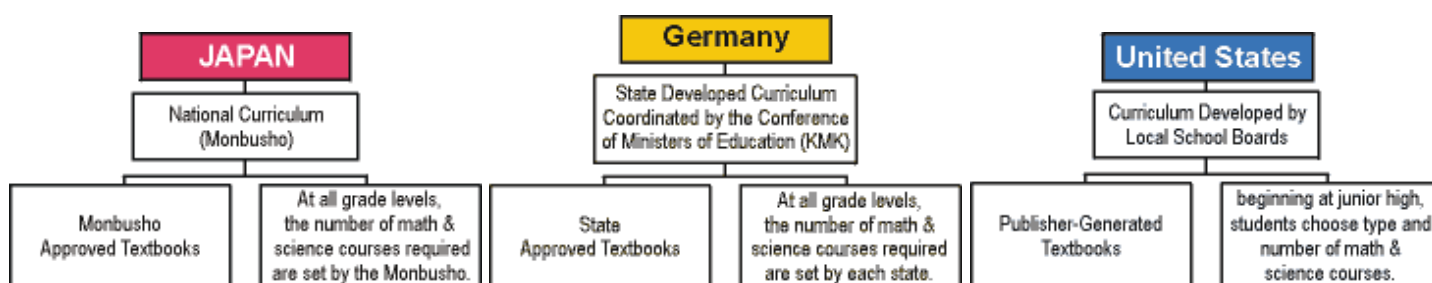 JAPAN
National Curriculum
(Monbusho)
Monbusho
Approved Textbooks
At all grade levels,
the number of math &
science courses required
are set by the Monbusho.
Germany
State Developed Curriculum
Coordinated by the Conference
of Ministers of Education (KMK)
State
Approved Textbooks
At all grade levels,
the number of math &
science courses required
are set by each state.
United States
Curriculum Developed by
Local School Boards
Publisher-Generated
Textbooks
beginning at junior high,
students choose type and
number of math &
science courses.